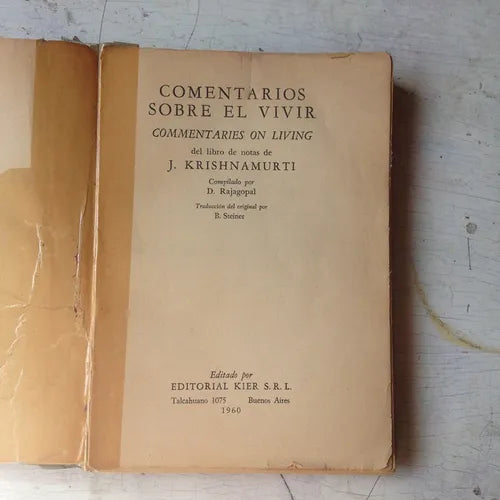 COMENTARIOS
SOBRE EL VIVIR
COMMENTARIES ON LIVING
del libro de notas de
J. KRISHNAMURTI
Compilado por
D. Rajagopal
Traducción del original por
B. Steiner
Editado por
EDITORIAL KIER S. R. L.
Talcahuano 1075 Buenos Aires
1960